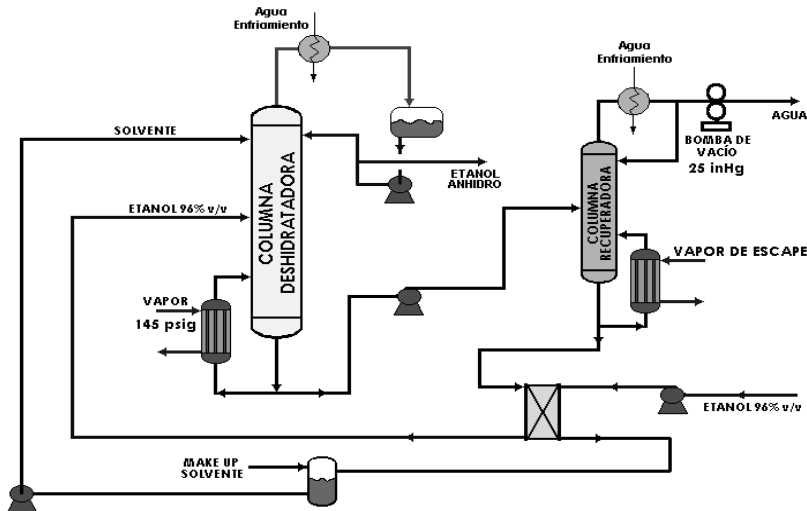 Agua
Enfriamiento
Agua
Enfriamiento
SOLVENTE
AGUA
BOMBA DE
VACÍO
25 inHg
ETANOL
ANHIDRO
COLUMNA
DESHIDRATADORA
COLUMNA
RECUPERADORA
ETANOL 96% v/v
VAPOR DE ESCAPE
VAPOR
145 psig
ETANOL 96% v/v
MAKE UP
SOLVENTE